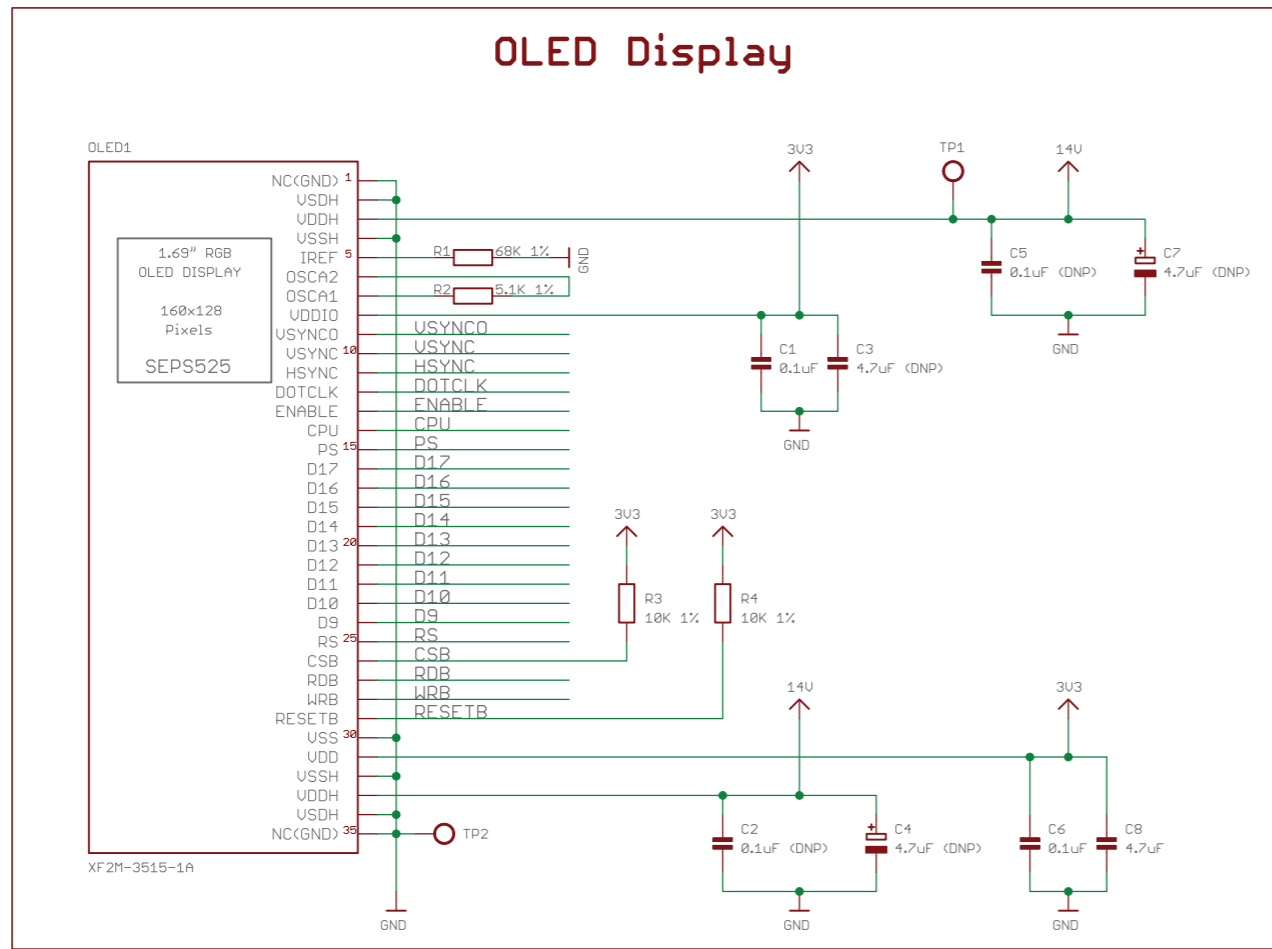 OLED Display
OLED1
NC(GND) 1
VSDH
VDDH
VSSH
IREF 5
OSCA2
OSCA1
VDDIO
VSYNCO
VSYNC 10
HSYNC
DOTCLK
ENABLE
CPU
PS 15
D17
D16
D15
D14
D13 20
D12
D11
D10
D9
RS 25
CSB
RDB
WRB
RESETB
VSS 30
VDD
VSSH
VDDH
VSDH
NC(GND) 35
XF2M-3515-1A
1.69" RGB
OLED DISPLAY
160x128
Pixels
SEPS525
R1 68K 1%
GND
R2 5.1K 1%
VSYNCO
VSYNC
HSYNC
DOTCLK
ENABLE
CPU
PS
D17
D16
D15
D14
D13
D12
D11
D10
D9
RS
CSB
RDB
WRB
RESETB
TP2
GND
3V3
C1
0.1uF
C3
4.7uF (DNP)
GND
TP1
14V
C5
0.1uF (DNP)
+
C7
4.7uF (DNP)
GND
3V3
R3
10K 1%
3V3
R4
10K 1%
14V
C2
0.1uF (DNP)
+
C4
4.7uF (DNP)
GND
3V3
C6
0.1uF
C8
4.7uF
GND